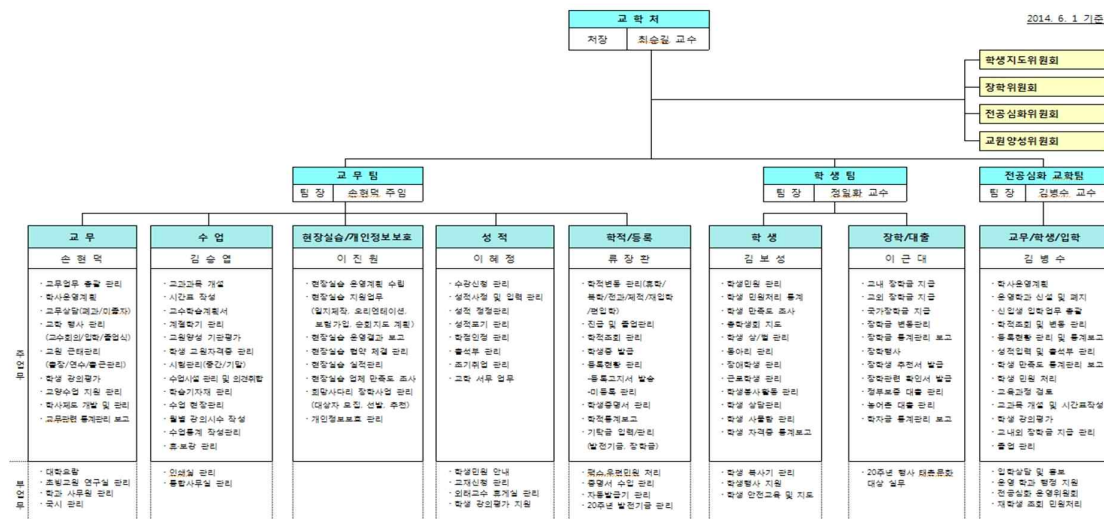 교 학 처
처장 최승길 교수
2014. 6. 1 기준
학생지도위원회
장학위원회
전공심화위원회
교원양성위원회
교 무 팀
팀 장 손현덕 주임
학 생 팀
팀 장 정일화 교수
전공심화 교학팀
팀 장 김병수 교수
주업무
부업무
교 무
손 현 덕
· 교무업무 총괄 관리
· 학사운영계획
· 교무상담(폐과/미졸자)
· 교학 행사 관리
(교수회의/입학/졸업식)
· 교원 근태관리
(출장/연수/출근관리)
· 학생 강의평가
· 교양수업 지원 관리
· 학사제도 개발 및 관리
· 교무관련 통계관리 보고
· 대학요람
· 초빙교원 연구실 관리
· 학과 사무원 관리
· 국시 관리
수 업
김 승 엽
· 교과과목 개설
· 시간표 작성
· 교수학습계획서
· 계절학기 관리
· 교원양성 기관평가
· 학생 교원자격증 관리
· 시험관리(중간/기말)
· 수업시설 관리 및 의견취합
· 학습기자재 관리
· 수업 현장관리
· 월별 강의시수 작성
· 수업통계 작성관리
· 휴·보강 관리
· 인쇄실 관리
· 통합사무실 관리
현장실습/개인정보보호
이 진 원
· 현장실습 운영계획 수립
· 현장실습 지원업무
(일지제작, 오리엔테이션,
보험가입, 순회지도 계획)
· 현장실습 운영결과 보고
· 현장실습 협약 체결 관리
· 현장실습 실적관리
· 현장실습 업체 만족도 조사
· 희망사다리 장학사업 관리
(대상자 모집, 선발, 추천)
· 개인정보보호 관리
성 적
이 혜 정
· 수강신청 관리
· 성적사정 및 입력 관리
· 성적 정정관리
· 성적포기 관리
· 학점인정 관리
· 출석부 관리
· 조기취업 관리
· 교학 서무 업무
· 학생민원 안내
· 교재신청 관리
· 외래교수 휴게실 관리
· 학생 강의평가 지원
학적/등록
류 장 환
· 학적변동 관리(휴학/
복학/전과/제적/재입학
/편입학)
· 진급 및 졸업관리
· 학적조회 관리
· 학생증 발급
· 등록현황 관리
-등록고지서 발송
-미등록 관리
· 학생증명서 관리
· 학적통계보고
· 기탁금 입력/관리
(발전기금, 장학금)
· 팩스,우편민원 처리
· 증명서 수입 관리
· 자동발급기 관리
· 20주년 발전기금 관리
학 생
김 보 성
· 학생민원 관리
· 학생 민원처리 통계
· 학생 만족도 조사
· 총학생회 지도
· 학생 상/벌 관리
· 동아리 관리
· 장애학생 관리
· 근로학생 관리
· 학생봉사활동 관리
· 학생 상담관리
· 학생 사물함 관리
· 학생 자격증 통계보고
· 학생 복사기 관리
· 학생행사 지원
· 학생 안전교육 및 지도
장학/대출
이 근 대
· 교내 장학금 지급
· 교외 장학금 지급
· 국가장학금 지급
· 장학금 변동관리
· 장학금 통계관리 보고
· 장학행사
· 장학생 추천서 발급
· 장학관련 확인서 발급
· 정부보증 대출 관리
· 농어촌 대출 관리
· 학자금 통계관리 보고
· 20주년 행사 태촌문화
대상 실무
교무/학생/입학
김 병 수
· 학사운영계획
· 운영학과 신설 및 폐지
· 신입생 입학업무 총괄
· 학적조회 및 변동 관리
· 등록현황 관리 및 통계보고
· 성적입력 및 출석부 관리
· 학생 만족도 통계관리 보고
· 학생 민원 처리
· 교육과정 검토
· 교과목 개설 및 시간표작성
· 학생 강의평가
· 교내외 장학금 지급 관리
· 졸업 관리
· 입학상담 및 홍보
· 운영 학과 행정 지원
· 전공심화 운영위원회
· 재학생 조회 민원처리